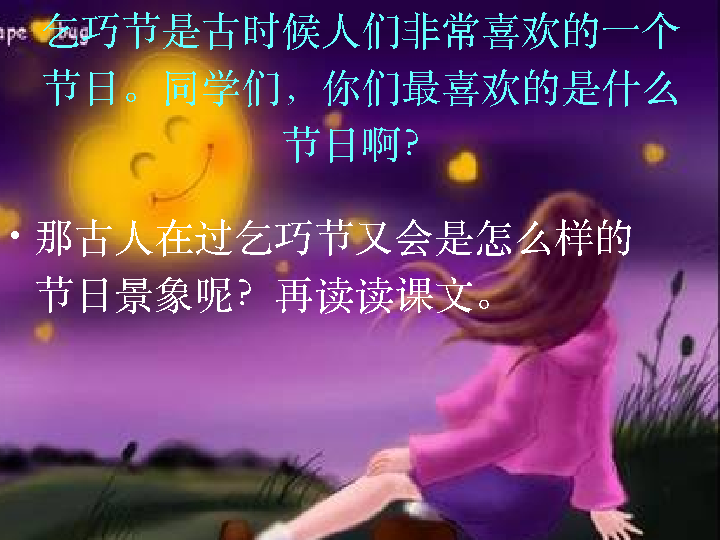 乞巧节是古时候人们非常喜欢的一个
节日。同学们，你们最喜欢的是什么
节日啊？
• 那古人在过乞巧节又会是怎么样的
节日景象呢？再读读课文。